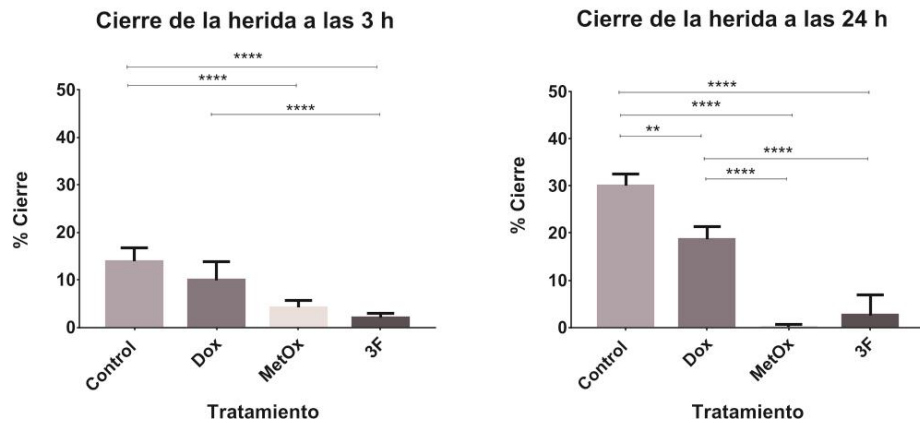 Cierre de la herida a las 3 h
****
****
****
50
40
30
20
10
0
% Cierre
Control
Dox
MetOx
3F
Tratamiento
Cierre de la herida a las 24 h
****
****
**
****
****
50
40
30
20
10
0
% Cierre
Control
Dox
MetOx
3F
Tratamiento